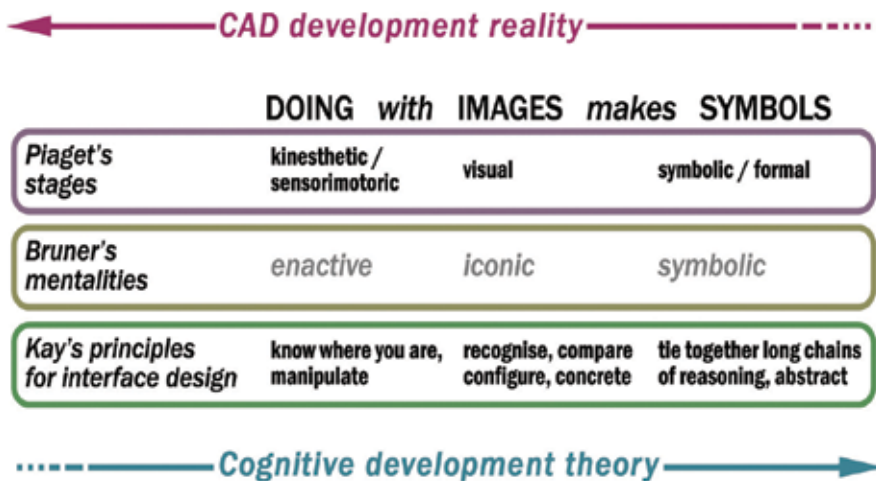 CAD development reality
DOING with IMAGES makes SYMBOLS
Piaget's stages
kinesthetic / sensorimotoric
visual
symbolic / formal
Bruner's mentalities
enactive
iconic
symbolic
Kay's principles for interface design
know where you are, manipulate
recognise, compare configure, concrete
tie together long chains of reasoning, abstract
Cognitive development theory